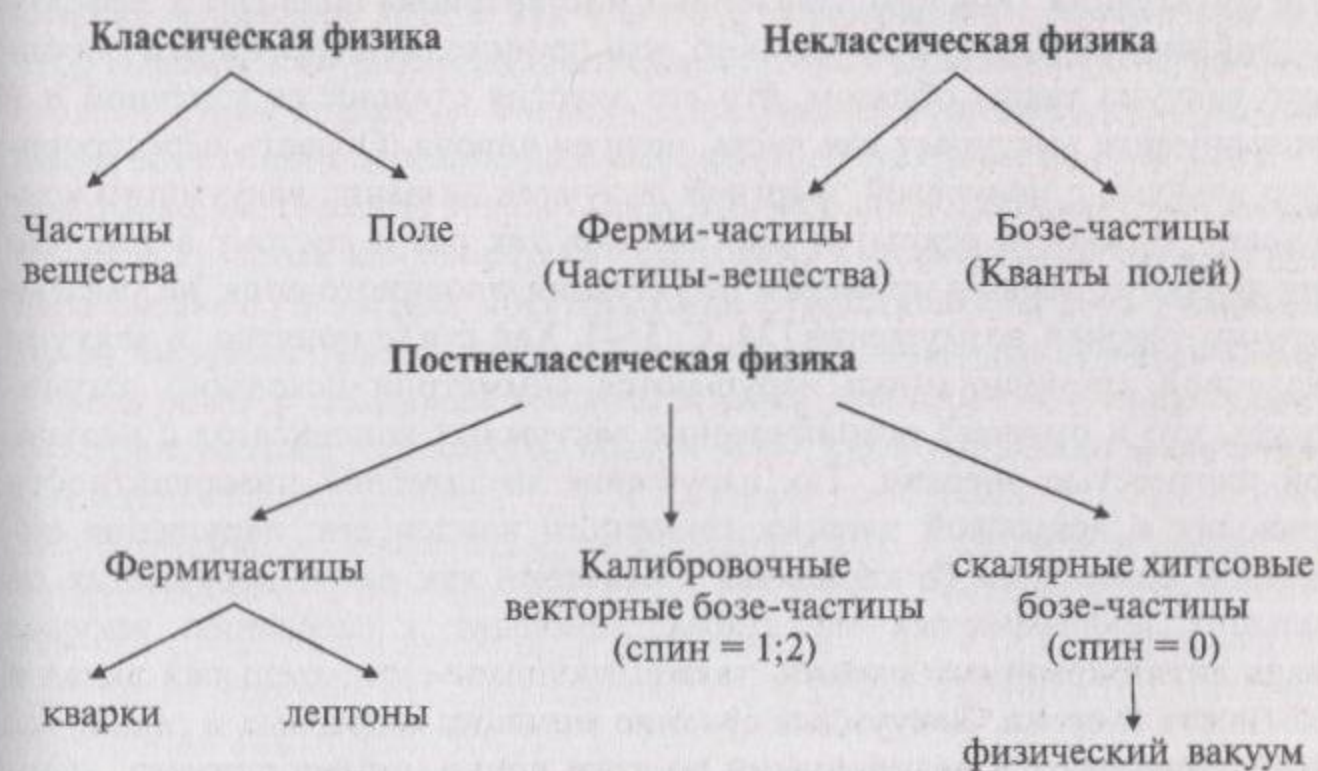 Классическая физика
Неклассическая физика
Частицы
вешества
Поле
Ферми-частицы
(Частицы-вещества)
Бозе-частицы
(Кванты полей)
Постнеклассическая физика
Фермичастицы
Калибровочные
векторные бозе-частицы
(спин = 1;2)
скалярные хиггсовые
бозе-частицы
(спин = 0)
кварки
лептоны
физический вакуум